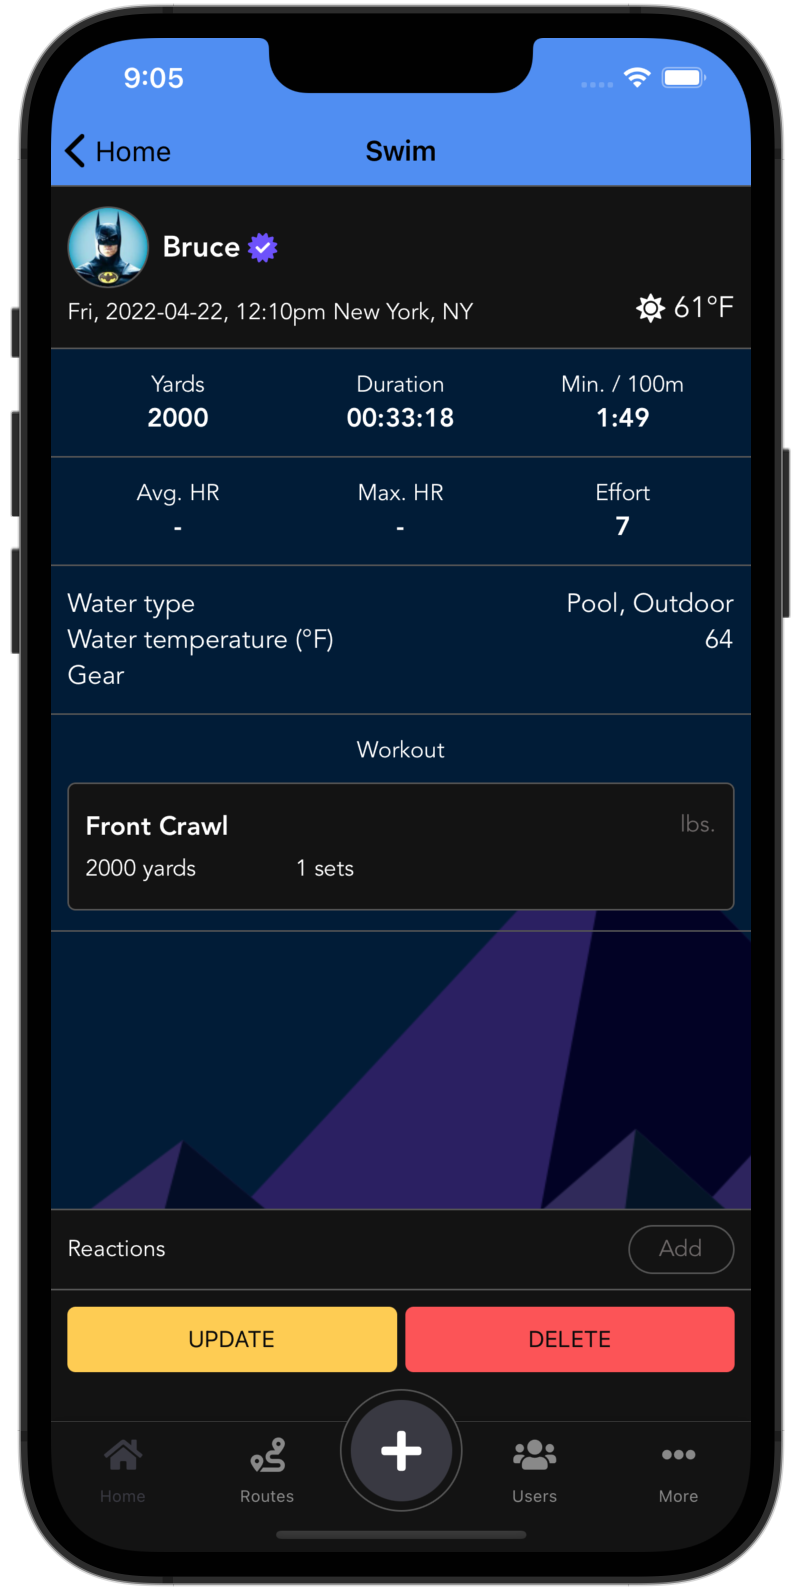 9:05
Home Swim
Bruce
Fri, 2022-04-22, 12:10pm New York, NY 61°F
Yards Duration Min. / 100m
2000 00:33:18 1:49
Avg. HR Max. HR Effort
- - 7
Water type Pool, Outdoor
Water temperature (°F) 64
Gear
Workout
Front Crawl lbs.
2000 yards 1 sets
Reactions Add
UPDATE DELETE
Home Routes Users More